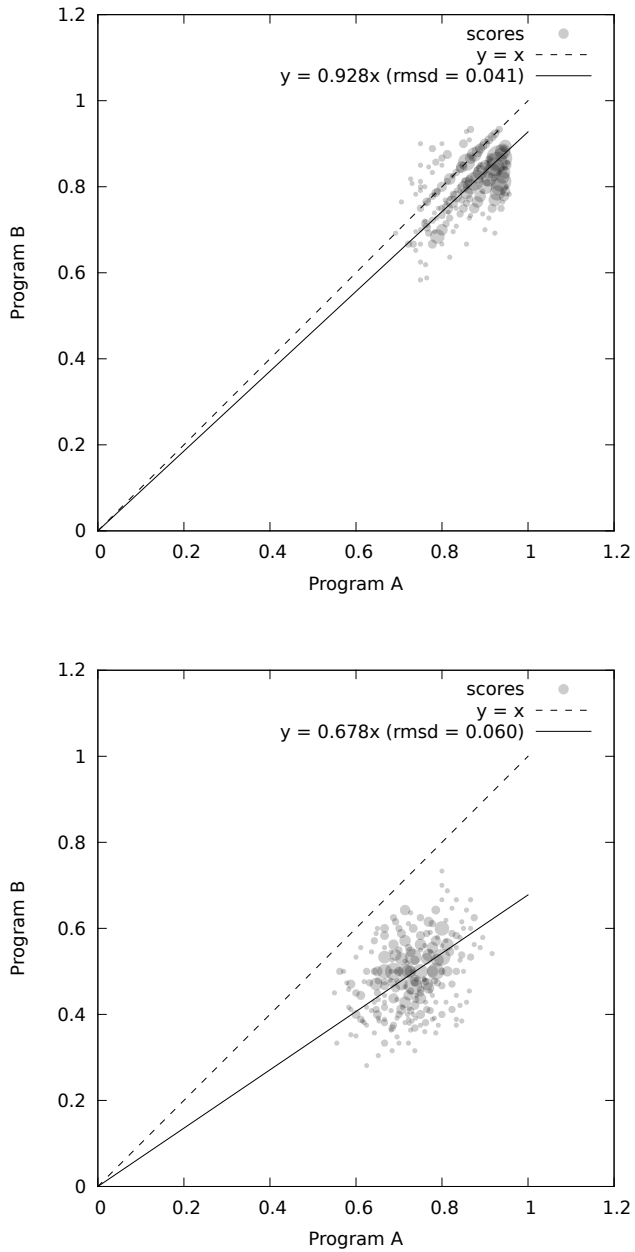 1.2
scores
y = x
1
y = 0.928x (rmsd = 0.041)
0.8
Program B
0.6
0.4
0.2
0
0 0.2 0.4 0.6 0.8 1 1.2
Program A
1.2
scores
y = x
y = 0.678x (rmsd = 0.060)
1
0.8
Program B
0.6
0.4
0.2
0
0 0.2 0.4 0.6 0.8 1 1.2
Program A